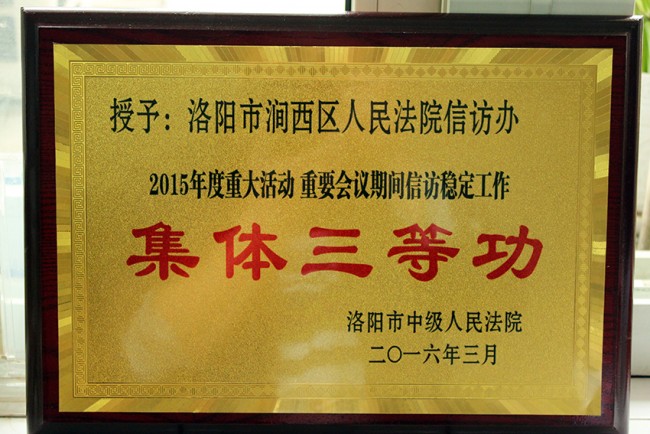 授予：洛阳市涧西区人民法院信访办
2015年度重大活动 重要会议期间信访稳定工作
集体三等功
洛阳市中级人民法院
二〇一六年三月